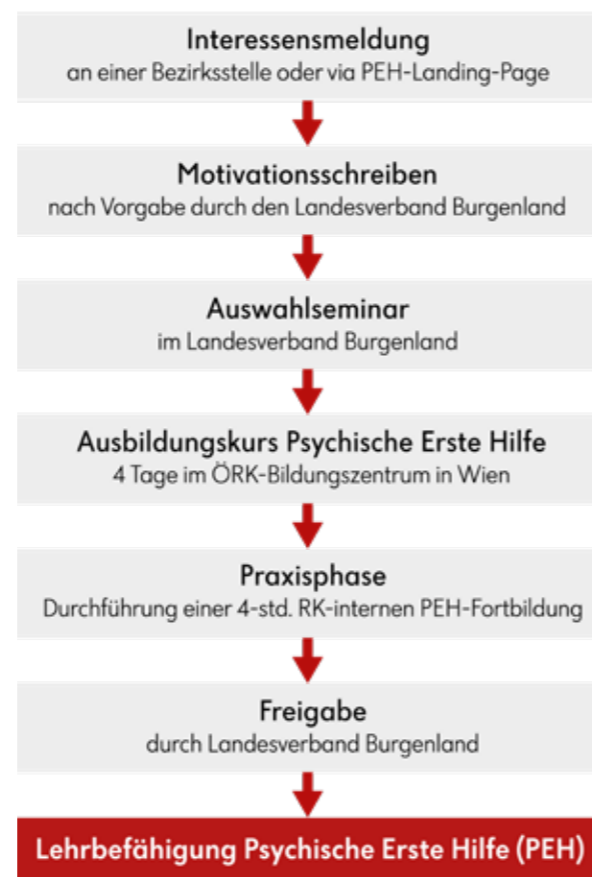 Interessensmeldung
an einer Bezirksstelle oder via PEH-Landing-Page
Motivationsschreiben
nach Vorgabe durch den Landesverband Burgenland
Auswahlseminar
im Landesverband Burgenland
Ausbildungskurs Psychische Erste Hilfe
4 Tage im ÖRK-Bildungszentrum in Wien
Praxisphase
Durchführung einer 4-std. RK-internen PEH-Fortbildung
Freigabe
durch Landesverband Burgenland
Lehrbefähigung Psychische Erste Hilfe (PEH)